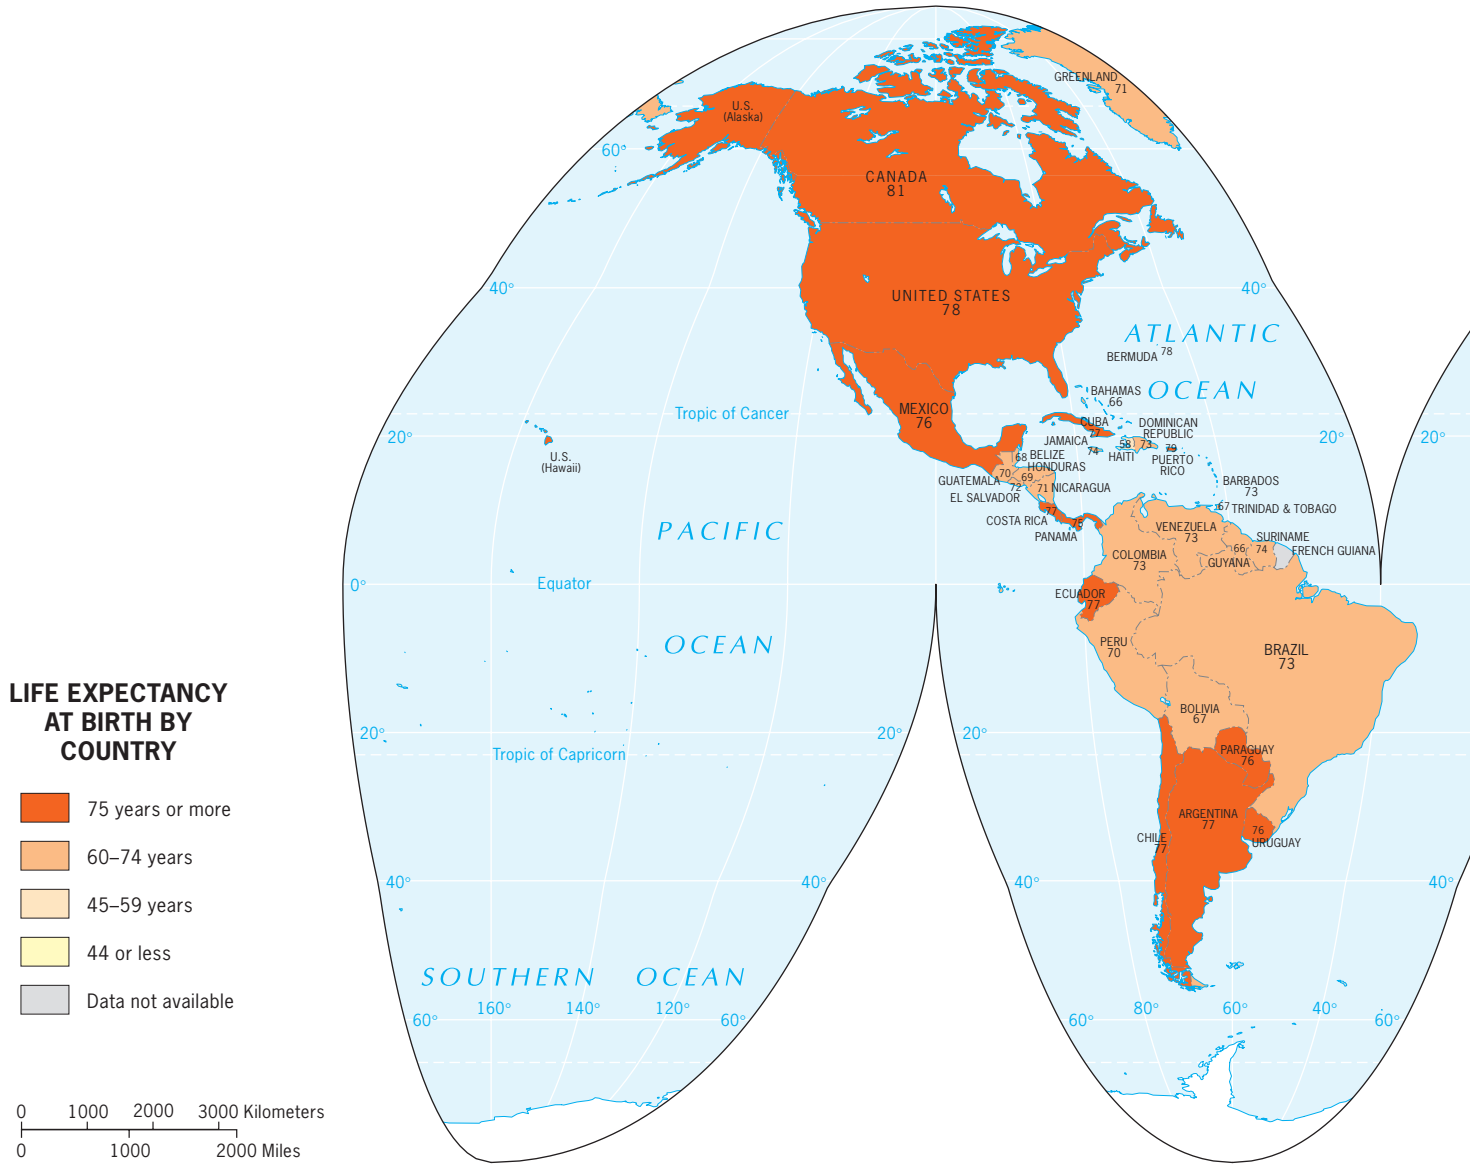 GREENLAND
71
U.S.
(Alaska)
60°
CANADA
81
40°
UNITED STATES
78
40°
ATLANTIC
BERMUDA 78
OCEAN
BAHAMAS
66
Tropic of Cancer
MEXICO
76
CUBA
77
DOMINICAN
REPUBLIC
73
20°
20°
20°
JAMAICA
74
58
HAITI
79
PUERTO
RICO
U.S.
(Hawaii)
68 BELIZE
HONDURAS
69
70
GUATEMALA
72
EL SALVADOR
71 NICARAGUA
BARBADOS
73
67 TRINIDAD & TOBAGO
77
COSTA RICA
75
PANAMA
PACIFIC
VENEZUELA
73
SURINAME
74
66
GUYANA
FRENCH GUIANA
COLOMBIA
73
0°
Equator
ECUADOR
77
OCEAN
PERU
70
BRAZIL
73
LIFE EXPECTANCY
AT BIRTH BY
COUNTRY
BOLIVIA
67
20°
20°
20°
Tropic of Capricorn
PARAGUAY
76
75 years or more
ARGENTINA
77
76
URUGUAY
CHILE
77
60–74 years
40°
40°
40°
40°
45–59 years
44 or less
SOUTHERN OCEAN
Data not available
60°
160°
140°
120°
60°
60°
80°
60°
40°
60°
0 1000 2000 3000 Kilometers
0 1000 2000 Miles